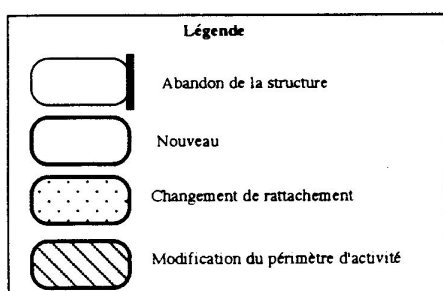 Légende
Abandon de la structure
Nouveau
Changement de rattachement
Modification du périmètre d'activité